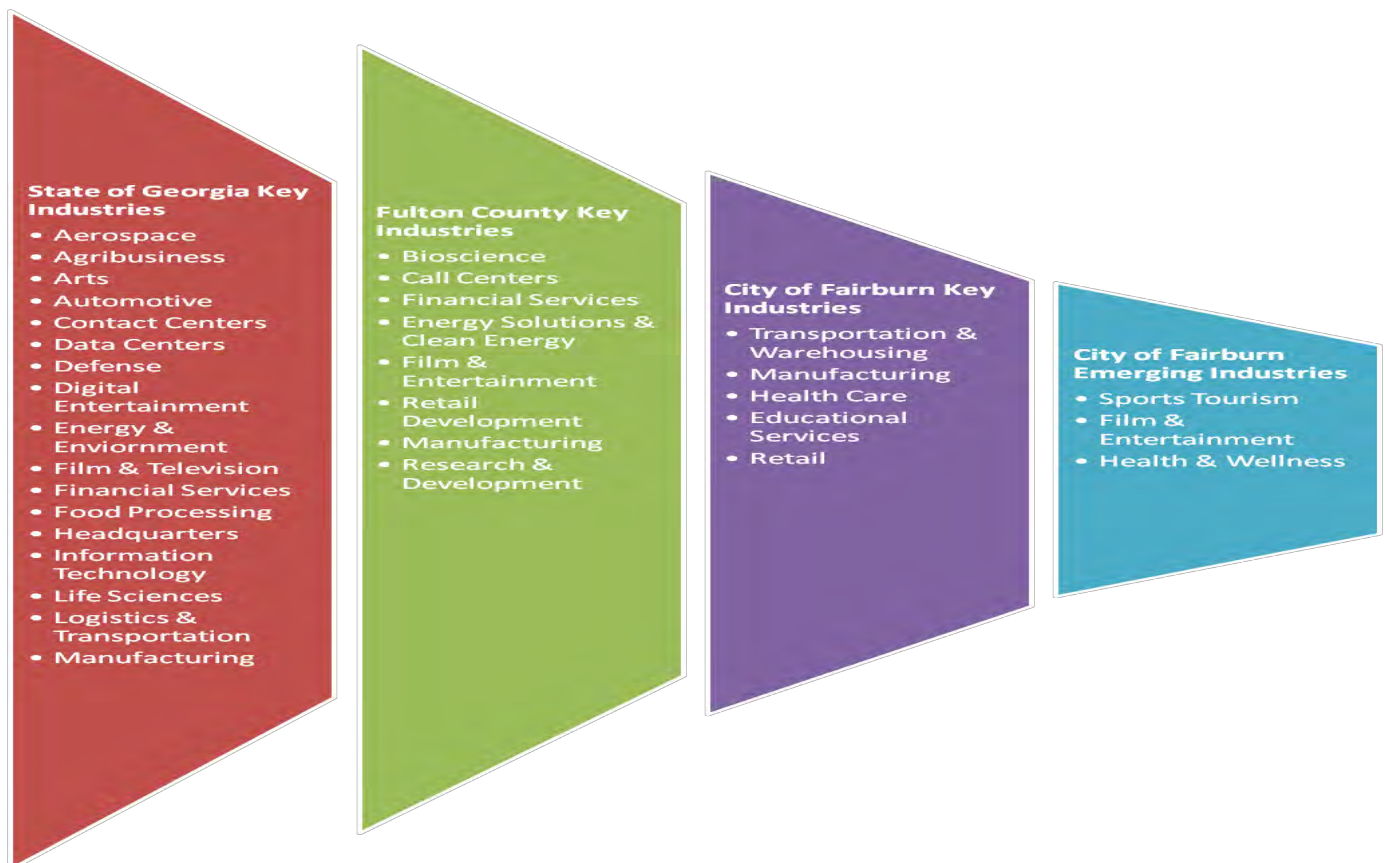 State of Georgia Key
Industries
• Aerospace
• Agribusiness
• Arts
• Automotive
• Contact Centers
• Data Centers
• Defense
• Digital
Entertainment
• Energy &
Enviornment
• Film & Television
• Financial Services
• Food Processing
• Headquarters
• Information
Technology
• Life Sciences
• Logistics &
Transportation
• Manufacturing
Fulton County Key
Industries
• Bioscience
• Call Centers
• Financial Services
• Energy Solutions &
Clean Energy
• Film &
Entertainment
• Retail
Development
• Manufacturing
• Research &
Development
City of Fairburn Key
Industries
• Transportation &
Warehousing
• Manufacturing
• Health Care
• Educational
Services
• Retail
City of Fairburn
Emerging Industries
• Sports Tourism
• Film &
Entertainment
• Health & Wellness